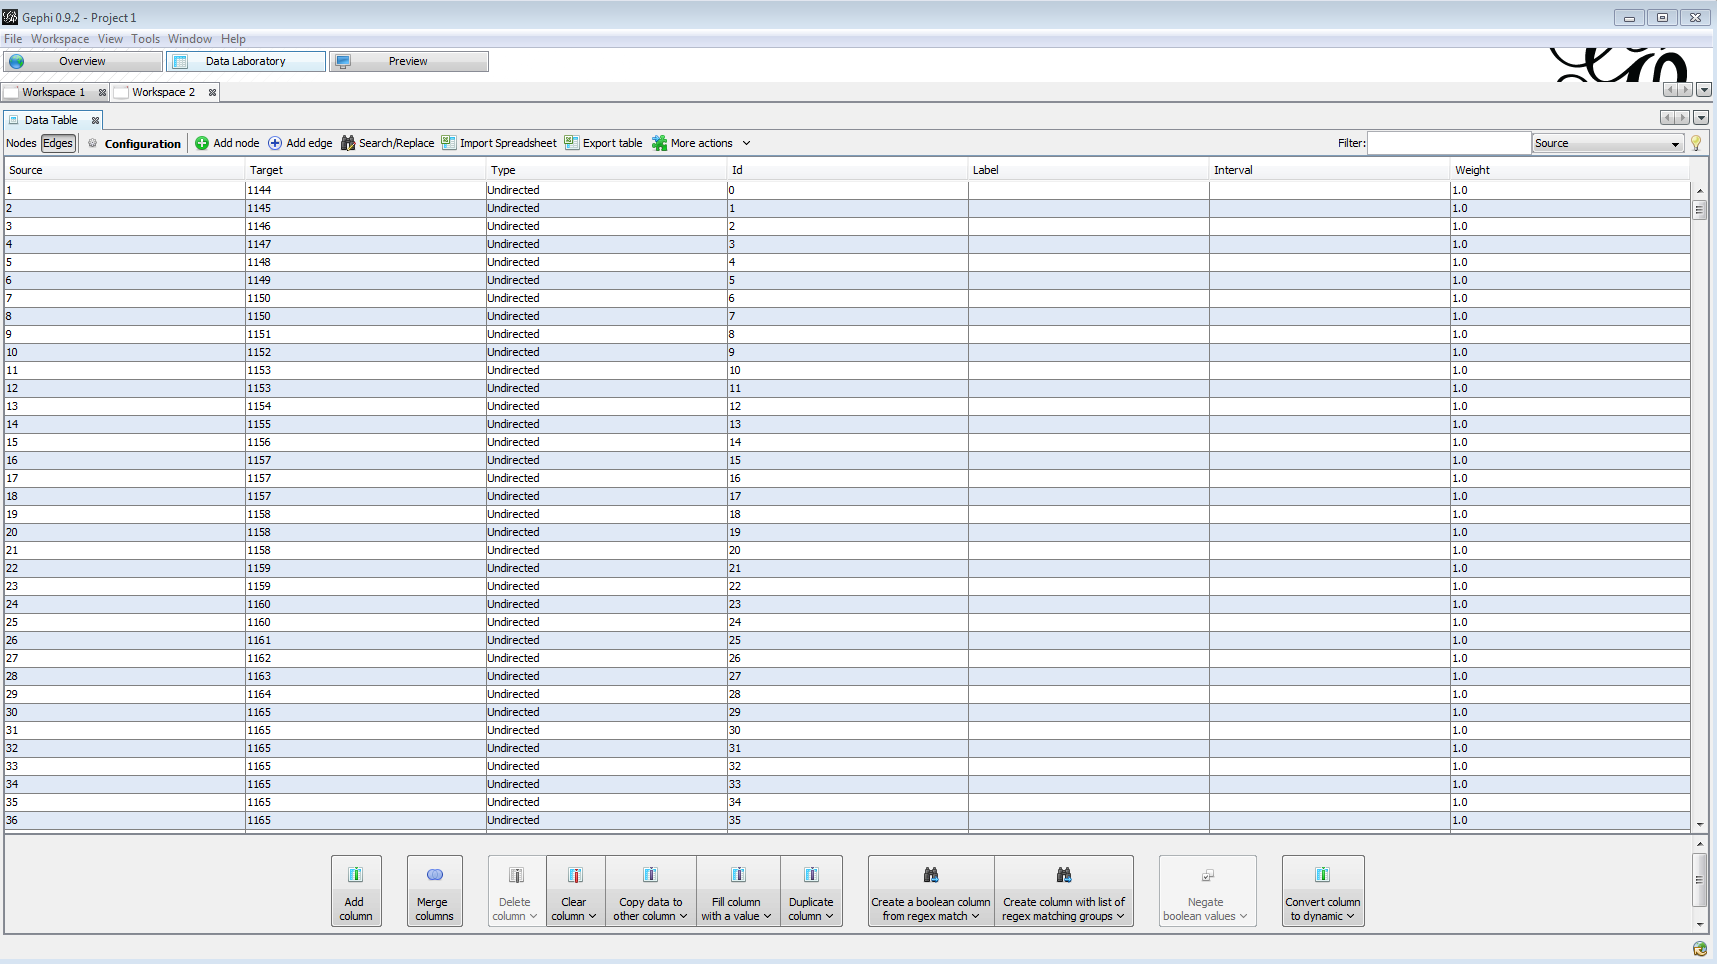 Gephi 0.9.2 - Project 1
File Workspace View Tools Window Help
Overview Data Laboratory Preview
Workspace 1 Workspace 2
Data Table
Nodes Edges Configuration Add node Add edge Search/Replace Import Spreadsheet Export table More actions Filter: Source
Source Target Type Id Label Interval Weight
1 1144 Undirected 0 1.0
2 1145 Undirected 1 1.0
3 1146 Undirected 2 1.0
4 1147 Undirected 3 1.0
5 1148 Undirected 4 1.0
6 1149 Undirected 5 1.0
7 1150 Undirected 6 1.0
8 1150 Undirected 7 1.0
9 1151 Undirected 8 1.0
10 1152 Undirected 9 1.0
11 1153 Undirected 10 1.0
12 1153 Undirected 11 1.0
13 1154 Undirected 12 1.0
14 1155 Undirected 13 1.0
15 1156 Undirected 14 1.0
16 1157 Undirected 15 1.0
17 1157 Undirected 16 1.0
18 1157 Undirected 17 1.0
19 1158 Undirected 18 1.0
20 1158 Undirected 19 1.0
21 1158 Undirected 20 1.0
22 1159 Undirected 21 1.0
23 1159 Undirected 22 1.0
24 1160 Undirected 23 1.0
25 1160 Undirected 24 1.0
26 1161 Undirected 25 1.0
27 1162 Undirected 26 1.0
28 1163 Undirected 27 1.0
29 1164 Undirected 28 1.0
30 1165 Undirected 29 1.0
31 1165 Undirected 30 1.0
32 1165 Undirected 31 1.0
33 1165 Undirected 32 1.0
34 1165 Undirected 33 1.0
35 1165 Undirected 34 1.0
36 1165 Undirected 35 1.0
Add column
Merge columns
Delete column
Clear column
Copy data to other column
Fill column with a value
Duplicate column
Create a boolean column from regex match
Create column with list of regex matching groups
Negate boolean values
Convert column to dynamic